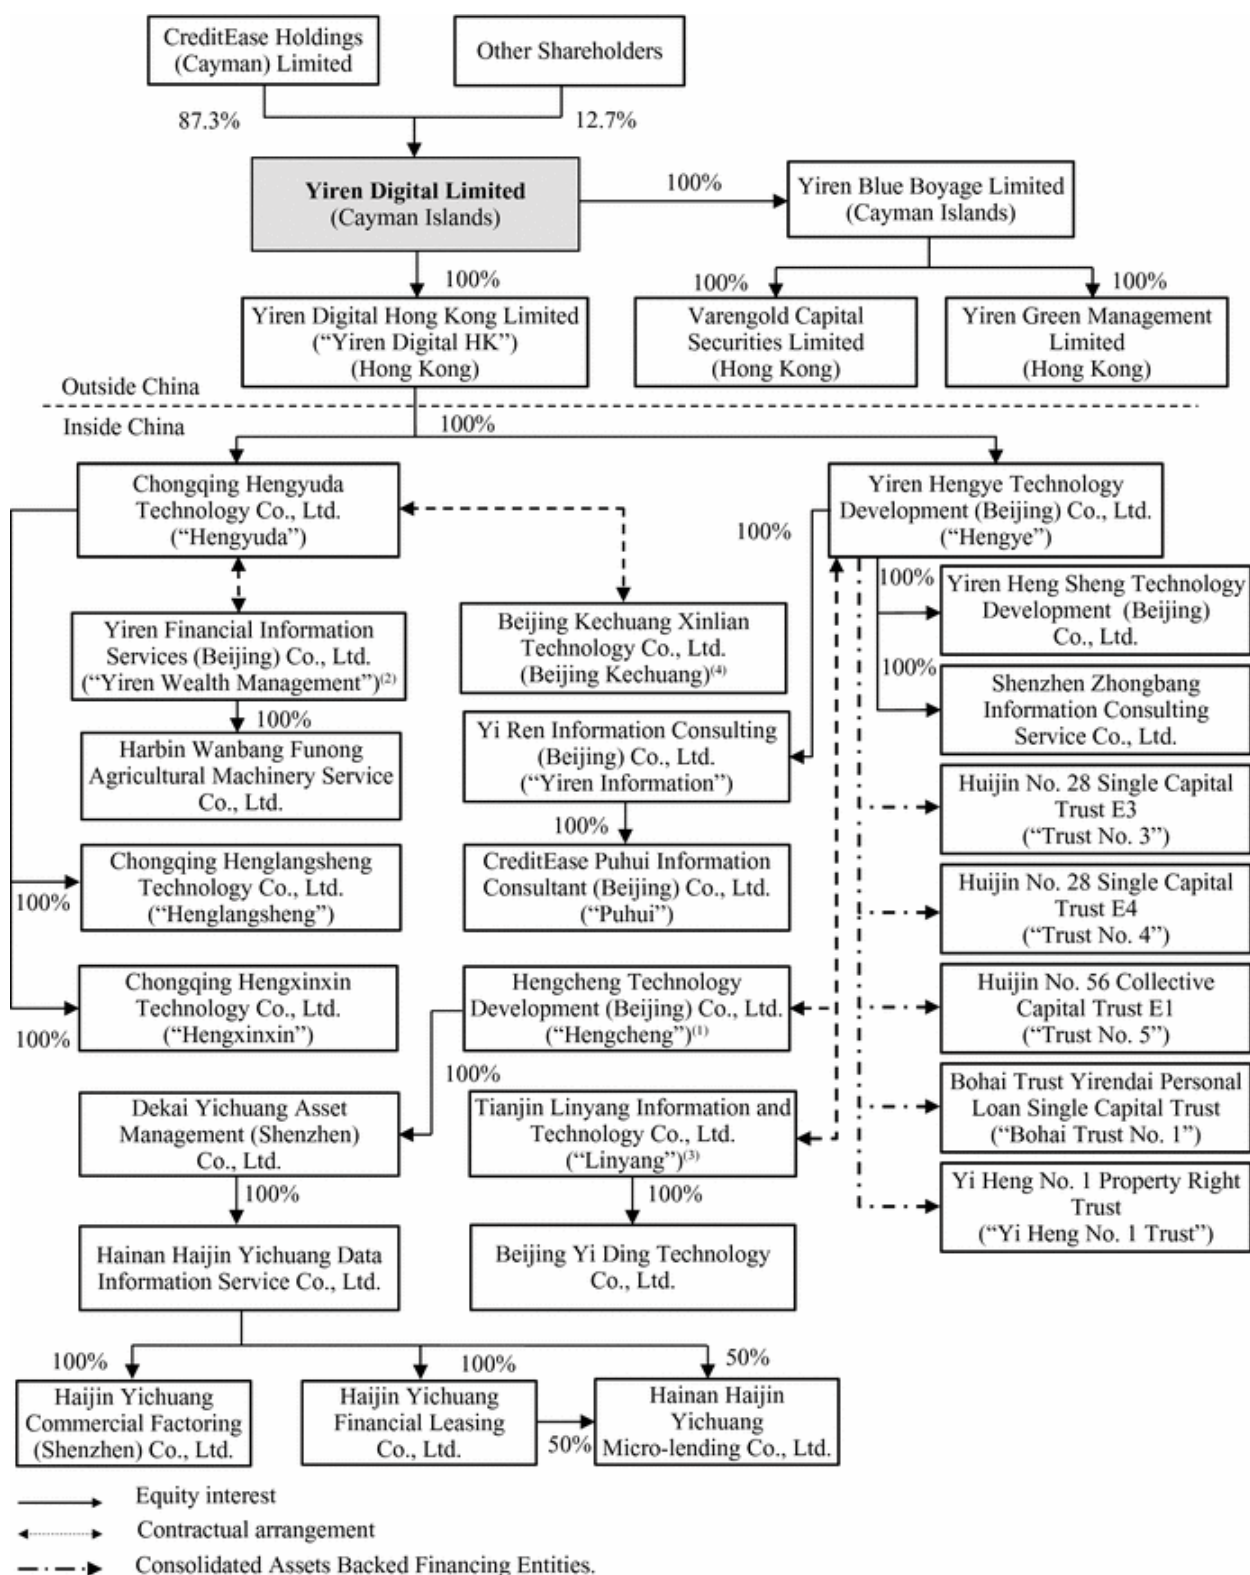 CreditEase Holdings
(Cayman) Limited
Other Shareholders
87.3%
12.7%
Yiren Digital Limited
(Cayman Islands)
100%
Yiren Blue Boyage Limited
(Cayman Islands)
100%
100%
100%
Yiren Digital Hong Kong Limited
(“Yiren Digital HK”)
(Hong Kong)
Varengold Capital
Securities Limited
(Hong Kong)
Yiren Green Management
Limited
(Hong Kong)
Outside China
Inside China
100%
Chongqing Hengyuda
Technology Co., Ltd.
(“Hengyuda”)
Yiren Hengye Technology
Development (Beijing) Co., Ltd.
(“Hengye”)
100%
100%
Yiren Heng Sheng Technology
Development (Beijing)
Co., Ltd.
Yiren Financial Information
Services (Beijing) Co., Ltd.
(“Yiren Wealth Management”)(2)
Beijing Kechuang Xinlian
Technology Co., Ltd.
(Beijing Kechuang)(4)
100%
Shenzhen Zhongbang
Information Consulting
Service Co., Ltd.
100%
Harbin Wanbang Funong
Agricultural Machinery Service
Co., Ltd.
Yi Ren Information Consulting
(Beijing) Co., Ltd.
(“Yiren Information”)
Huijin No. 28 Single Capital
Trust E3
(“Trust No. 3”)
100%
Chongqing Henglangsheng
Technology Co., Ltd.
(“Henglangsheng”)
100%
CreditEase Puhui Information
Consultant (Beijing) Co., Ltd.
(“Puhui”)
Huijin No. 28 Single Capital
Trust E4
(“Trust No. 4”)
Chongqing Hengxinxin
Technology Co., Ltd.
(“Hengxinxin”)
100%
Hengcheng Technology
Development (Beijing) Co., Ltd.
(“Hengcheng”)(1)
Huijin No. 56 Collective
Capital Trust E1
(“Trust No. 5”)
100%
Dekai Yichuang Asset
Management (Shenzhen)
Co., Ltd.
Tianjin Linyang Information and
Technology Co., Ltd.
(“Linyang”)(3)
Bohai Trust Yirendai Personal
Loan Single Capital Trust
(“Bohai Trust No. 1”)
100%
100%
Yi Heng No. 1 Property Right
Trust
(“Yi Heng No. 1 Trust”)
Hainan Haijin Yichuang Data
Information Service Co., Ltd.
Beijing Yi Ding Technology
Co., Ltd.
100%
100%
50%
Haijin Yichuang
Commercial Factoring
(Shenzhen) Co., Ltd.
Haijin Yichuang
Financial Leasing
Co., Ltd.
50%
Hainan Haijin
Yichuang
Micro-lending Co., Ltd.
Equity interest
Contractual arrangement
Consolidated Assets Backed Financing Entities.